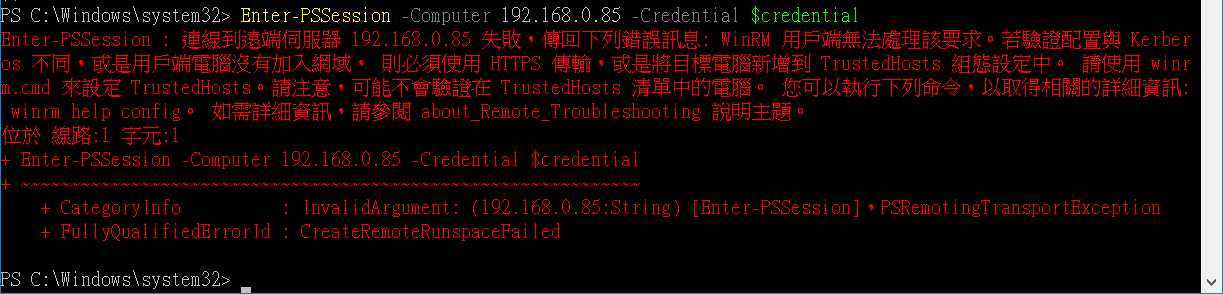 PS C:\Windows\system32> Enter-PSSession -Computer 192.168.0.85 -Credential $credential
Enter-PSSession : 連線到遠端伺服器 192.168.0.85 失敗，傳回下列錯誤訊息: WinRM 用戶端無法處理該要求。若驗證配置與 Kerber
os 不同，或是用戶端電腦沒有加入網域， 則必須使用 HTTPS 傳輸，或是將目標電腦新增到 TrustedHosts 組態設定中。 請使用 winr
m.cmd 來設定 TrustedHosts。請注意，可能不會驗證在 TrustedHosts 清單中的電腦。 您可以執行下列命令，以取得相關的詳細資訊:
 winrm help config。 如需詳細資訊，請參閱 about_Remote_Troubleshooting 說明主題。
位於 線路:1 字元:1
+ Enter-PSSession -Computer 192.168.0.85 -Credential $credential
+ ~~~~~~~~~~~~~~~~~~~~~~~~~~~~~~~~~~~~~~~~~~~~~~~~~~~~~~~~~~~~~~
    + CategoryInfo          : InvalidArgument: (192.168.0.85:String) [Enter-PSSession]，PSRemotingTransportException
    + FullyQualifiedErrorId : CreateRemoteRunspaceFailed
PS C:\Windows\system32>